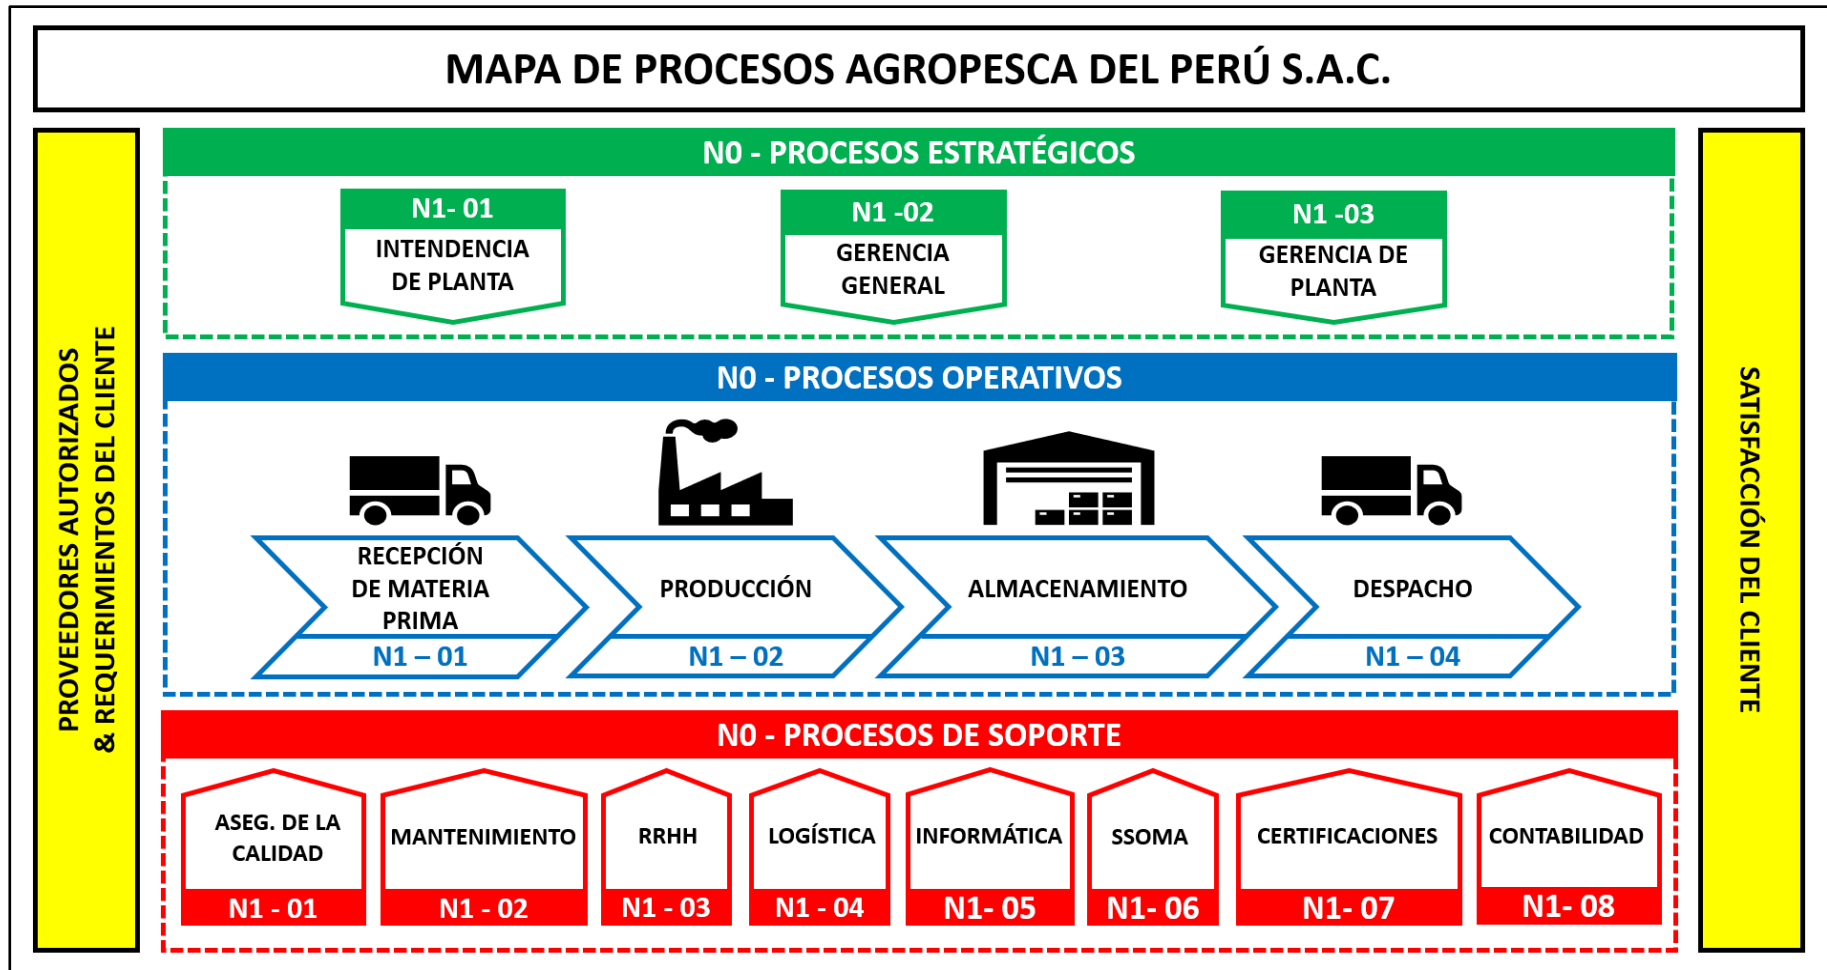 MAPA DE PROCESOS AGROPESCA DEL PERÚ S.A.C.
PROVEEDORES AUTORIZADOS
& REQUERIMIENTOS DEL CLIENTE
N0 - PROCESOS ESTRATÉGICOS
N1- 01
INTENDENCIA
DE PLANTA
N1 -02
GERENCIA
GENERAL
N1 -03
GERENCIA DE
PLANTA
N0 - PROCESOS OPERATIVOS
RECEPCIÓN
DE MATERIA
PRIMA
N1 – 01
PRODUCCIÓN
N1 – 02
ALMACENAMIENTO
N1 – 03
DESPACHO
N1 – 04
N0 - PROCESOS DE SOPORTE
ASEG. DE LA
CALIDAD
N1 - 01
MANTENIMIENTO
N1 - 02
RRHH
N1 - 03
LOGÍSTICA
N1 - 04
INFORMÁTICA
N1- 05
SSOMA
N1- 06
CERTIFICACIONES
N1- 07
CONTABILIDAD
N1- 08
SATISFACCIÓN DEL CLIENTE